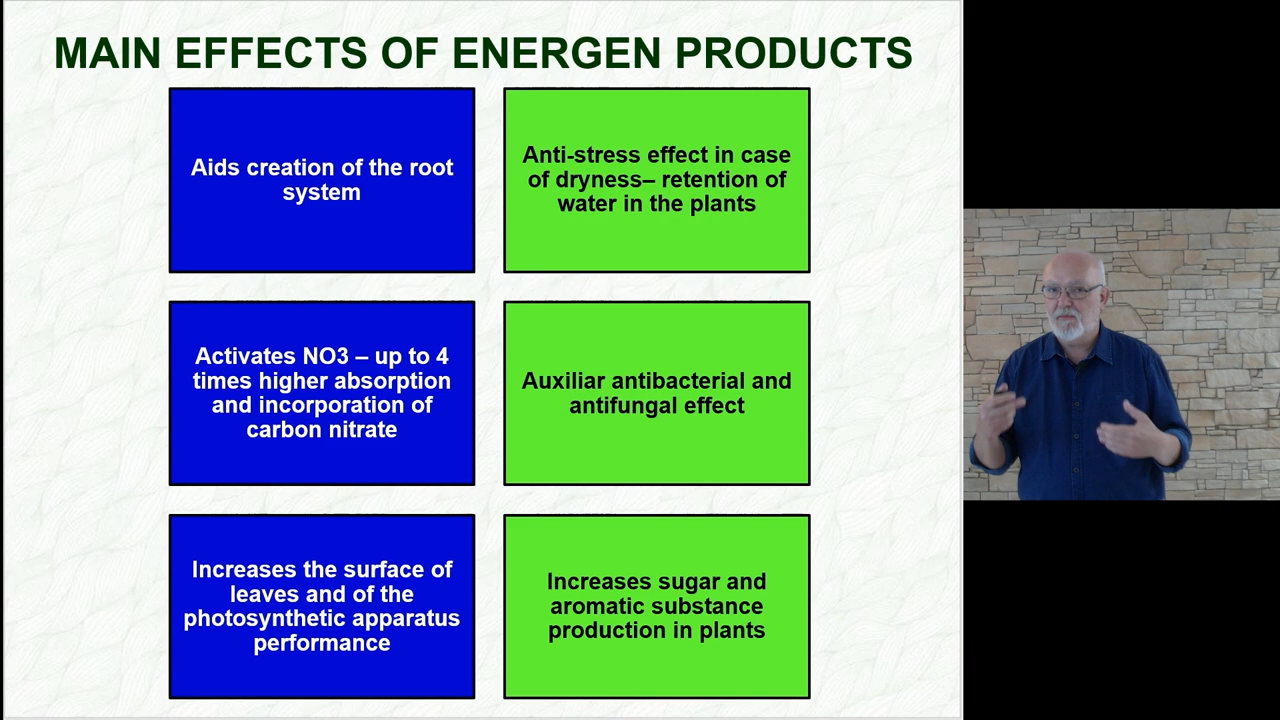 MAIN EFFECTS OF ENERGEN PRODUCTS
Aids creation of the root
system
Anti-stress effect in case
of dryness– retention of
water in the plants
Activates NO3 – up to 4
times higher absorption
and incorporation of
carbon nitrate
Auxiliar antibacterial and
antifungal effect
Increases the surface of
leaves and of the
photosynthetic apparatus
performance
Increases sugar and
aromatic substance
production in plants